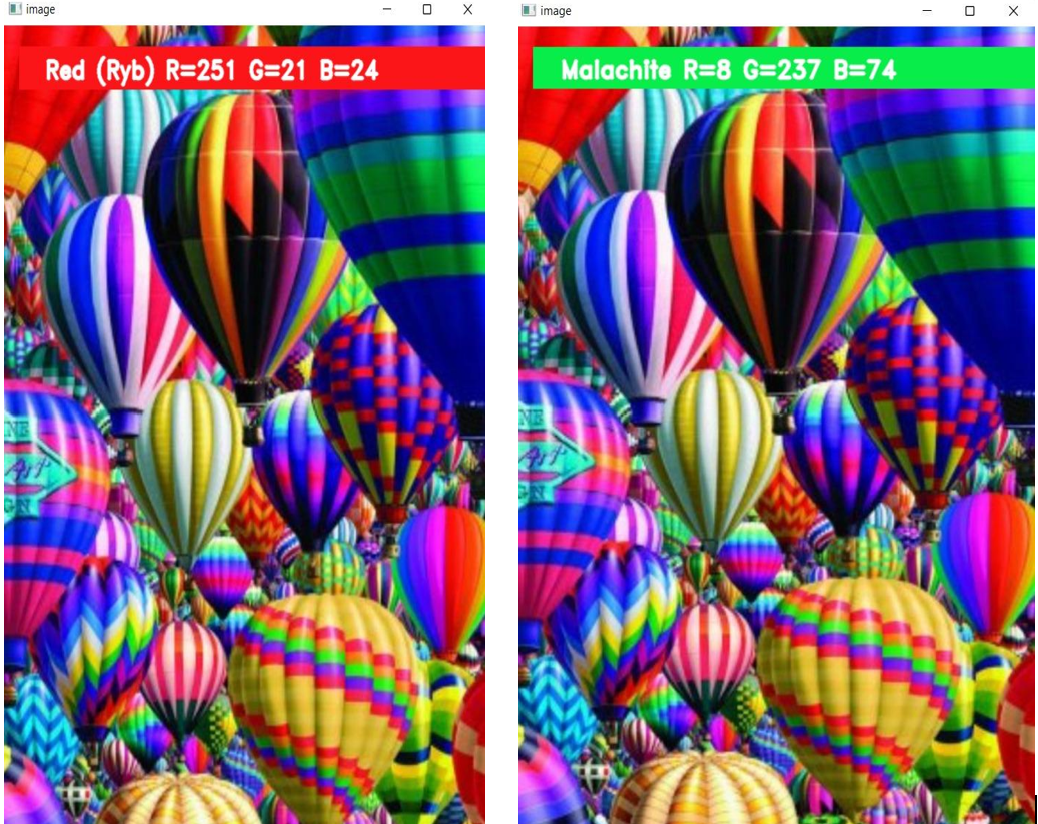 image
Red (Ryb) R=251 G=21 B=24
NE
Art
GN
image
Malachite R=8 G=237 B=74
NE
Art
GN